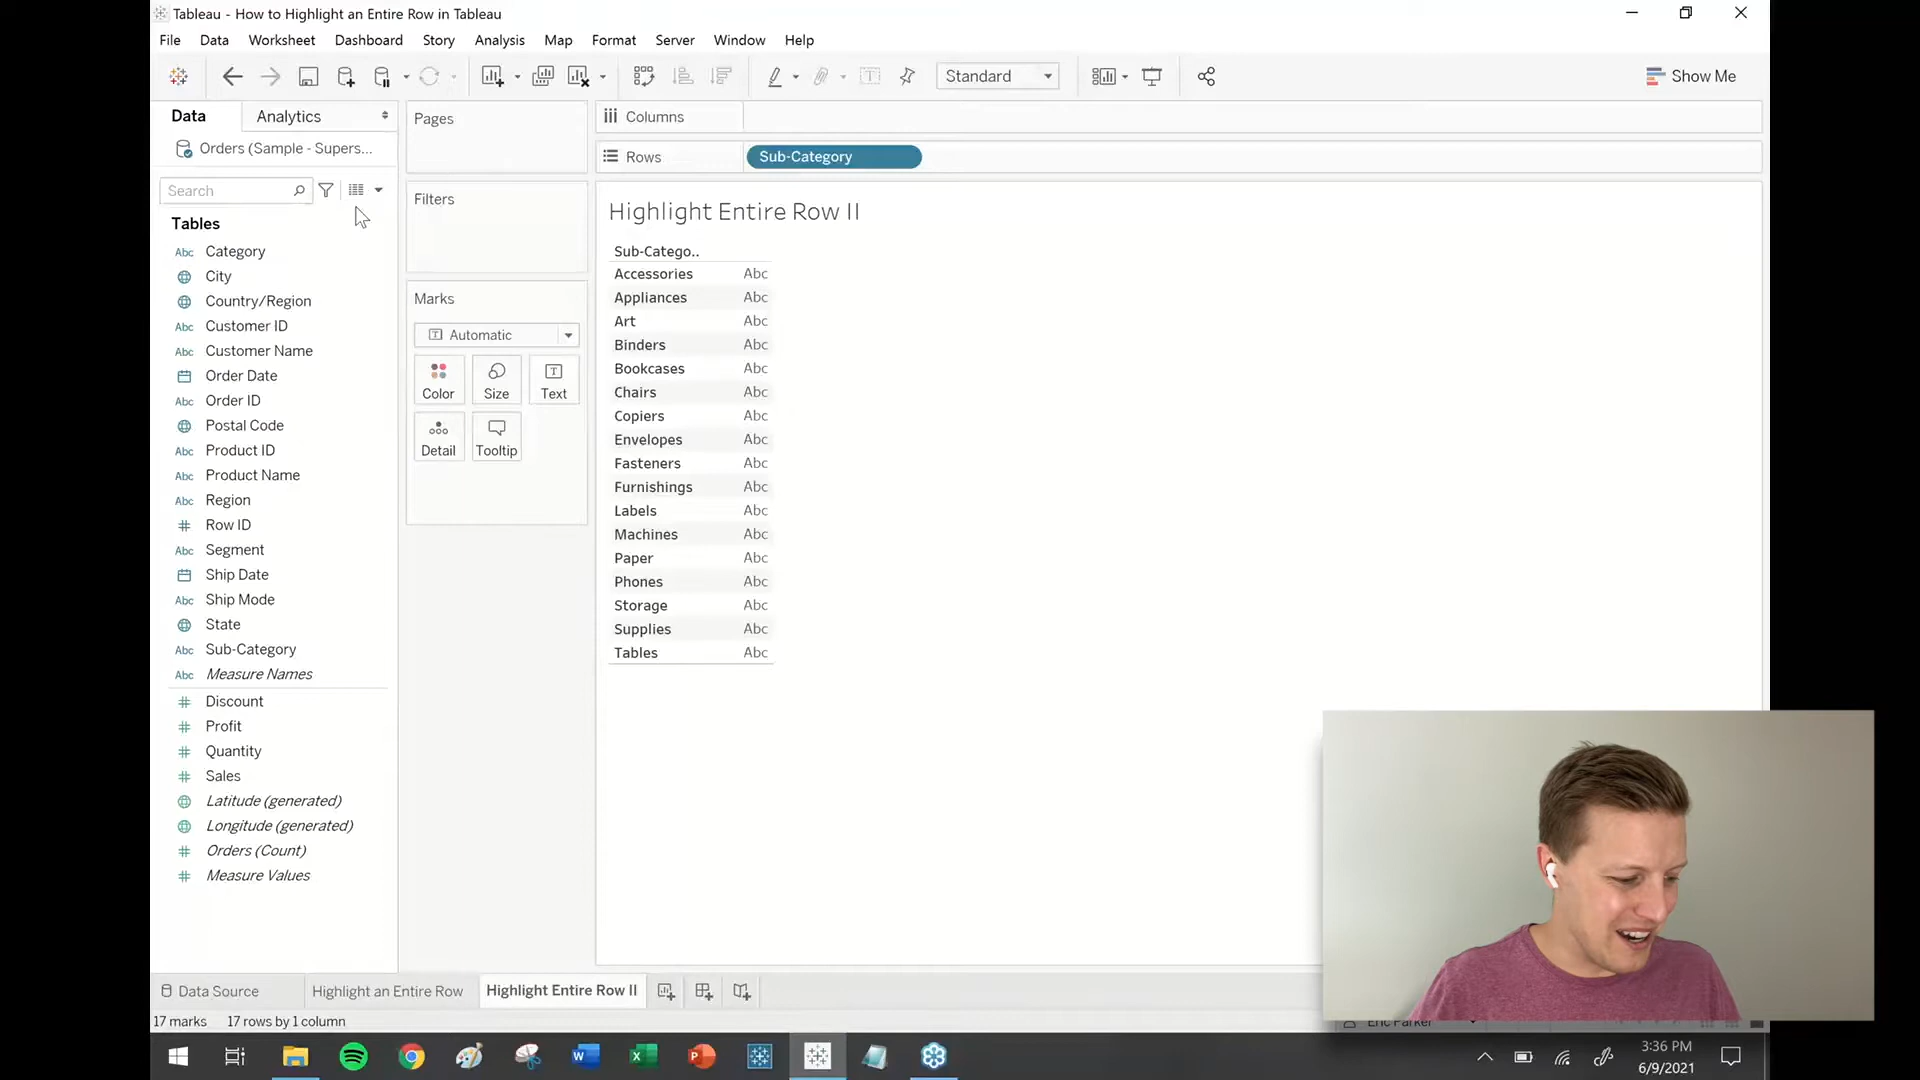 Tableau - How to Highlight an Entire Row in Tableau
File Data Worksheet Dashboard Story Analysis Map Format Server Window Help
Standard
Show Me
Data
Analytics
Orders (Sample - Supers...
Search
Tables
Abc Category
City
Country/Region
Abc Customer ID
Abc Customer Name
Order Date
Abc Order ID
Postal Code
Abc Product ID
Abc Product Name
Abc Region
# Row ID
Abc Segment
Ship Date
Abc Ship Mode
State
Abc Sub-Category
Abc Measure Names
# Discount
# Profit
# Quantity
# Sales
Latitude (generated)
Longitude (generated)
# Orders (Count)
# Measure Values
Pages
Filters
Marks
Automatic
Color Size Text
Detail Tooltip
Columns
Rows
Sub-Category
Highlight Entire Row II
Sub-Catego..
Accessories Abc
Appliances Abc
Art Abc
Binders Abc
Bookcases Abc
Chairs Abc
Copiers Abc
Envelopes Abc
Fasteners Abc
Furnishings Abc
Labels Abc
Machines Abc
Paper Abc
Phones Abc
Storage Abc
Supplies Abc
Tables Abc
Data Source
Highlight an Entire Row
Highlight Entire Row II
17 marks 17 rows by 1 column
Eric Parker
3:36 PM
6/9/2021